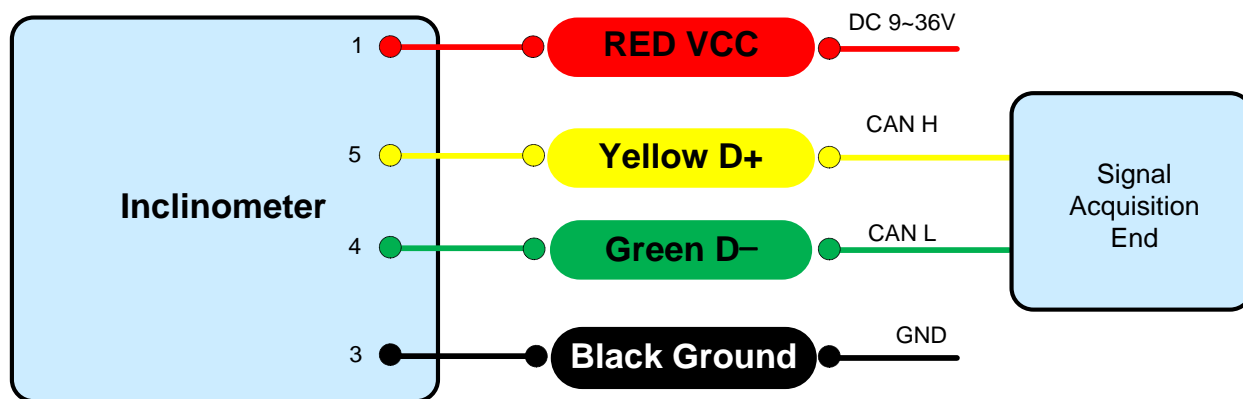 1
RED VCC
DC 9~36V
5
Yellow D+
CAN H
Inclinometer
Signal
Acquisition
End
4
Green D−
CAN L
3
Black Ground
GND